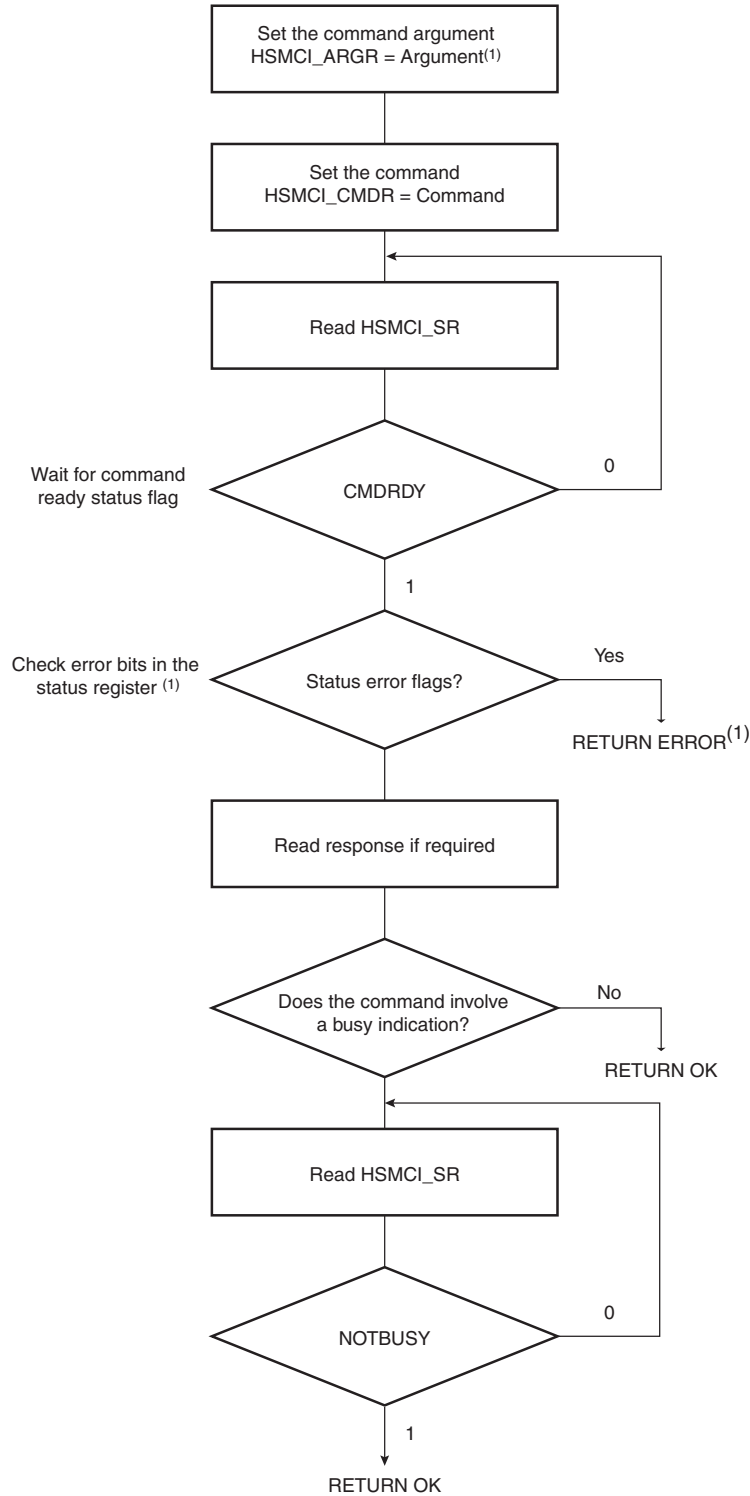 Set the command argument
HSMCI_ARGR = Argument(1)
Set the command
HSMCI_CMDR = Command
Read HSMCI_SR
Wait for command
ready status flag
CMDRDY
0
1
Check error bits in the
status register (1)
Status error flags?
Yes
RETURN ERROR(1)
Read response if required
Does the command involve
a busy indication?
No
RETURN OK
Read HSMCI_SR
NOTBUSY
0
1
RETURN OK